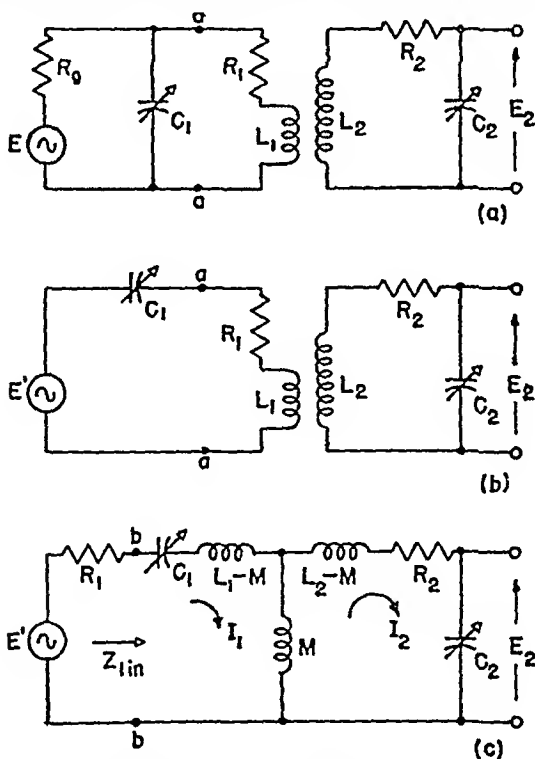 a
R₁
R₂
Rg
C₁
L₁
L₂
C₂
E₂
E
a
(a)
a
C₁
R₁
R₂
E'
L₁
L₂
C₂
E₂
a
(b)
b
R₁
C₁
L₁-M
L₂-M
R₂
E'
I₁
I₂
Z₁in
M
C₂
E₂
b
(c)